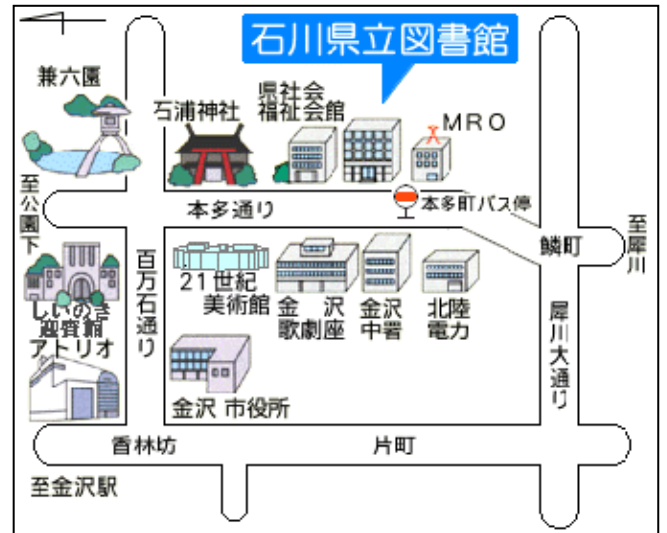 石川県立図書館
兼六園
石浦神社
県社会
福祉会館
MRO
至公園下
本多通り
本多町バス停
至犀川
鱗町
百万石通り
21世紀
美術館
金沢
歌劇座
金沢
中署
北陸
電力
犀川大通り
しいのき
迎賓館
アトリオ
金沢市役所
香林坊
片町
至金沢駅